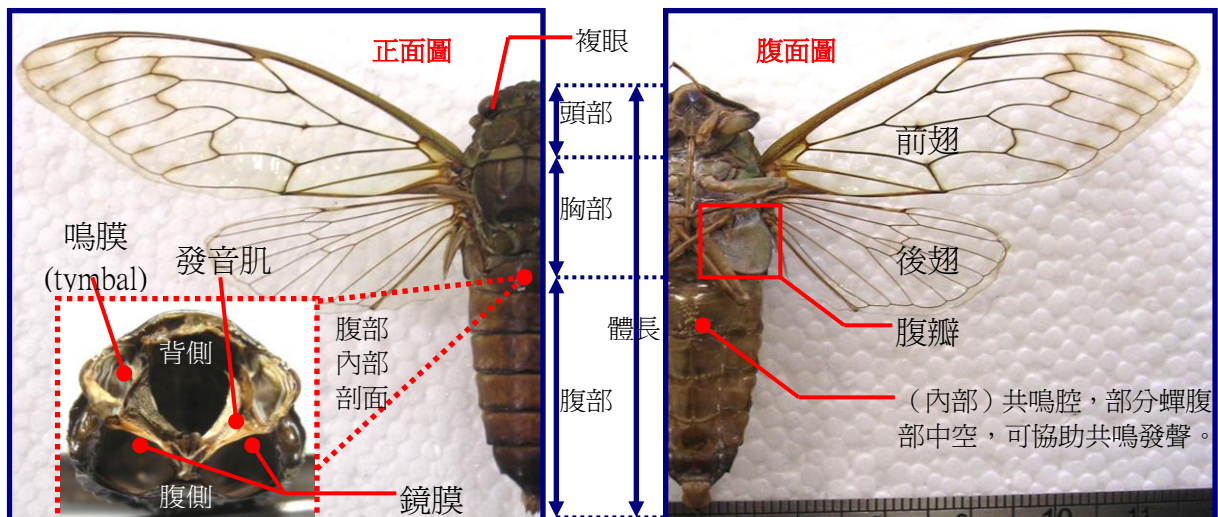 正面圖
複眼
腹面圖
頭部
前翅
胸部
鳴膜
(tymbal)
發音肌
後翅
體長
腹部
內部
剖面
腹瓣
背側
腹部
（內部）共鳴腔，部分蟬腹
部中空，可協助共鳴發聲。
腹側
鏡膜
9
10
11